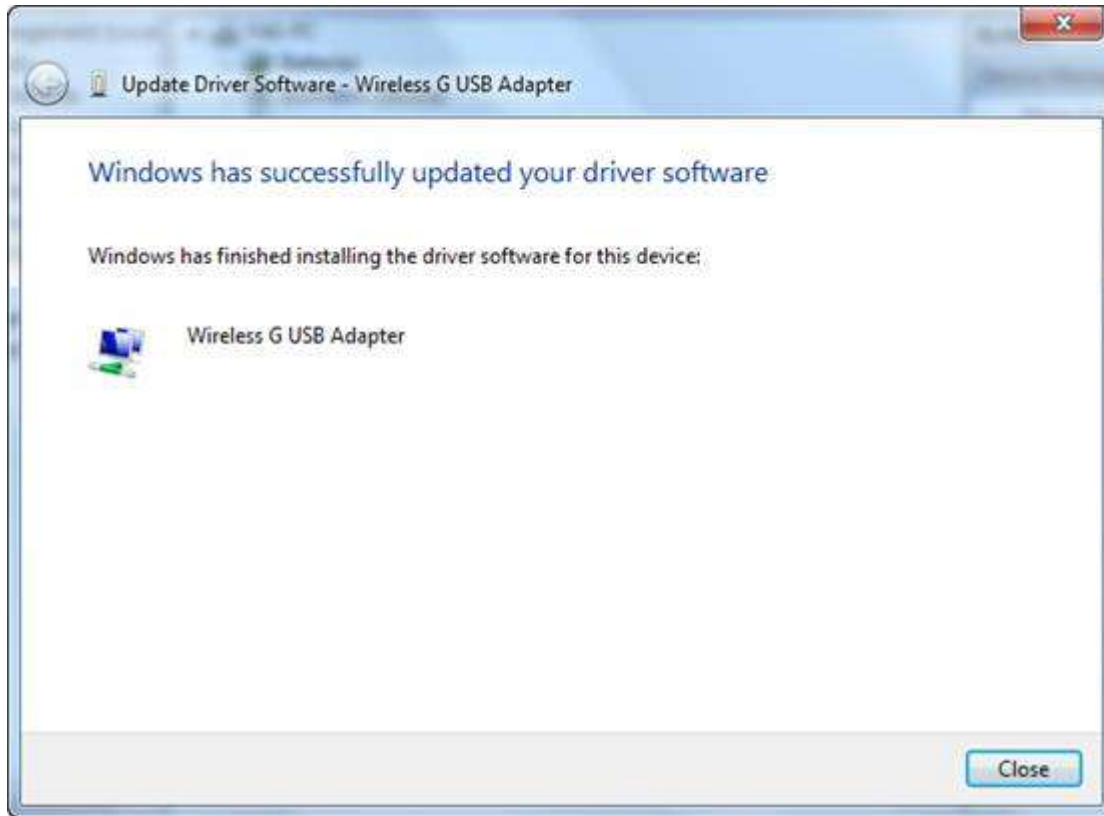 Update Driver Software - Wireless G USB Adapter
Windows has successfully updated your driver software
Windows has finished installing the driver software for this device:
Wireless G USB Adapter
Close